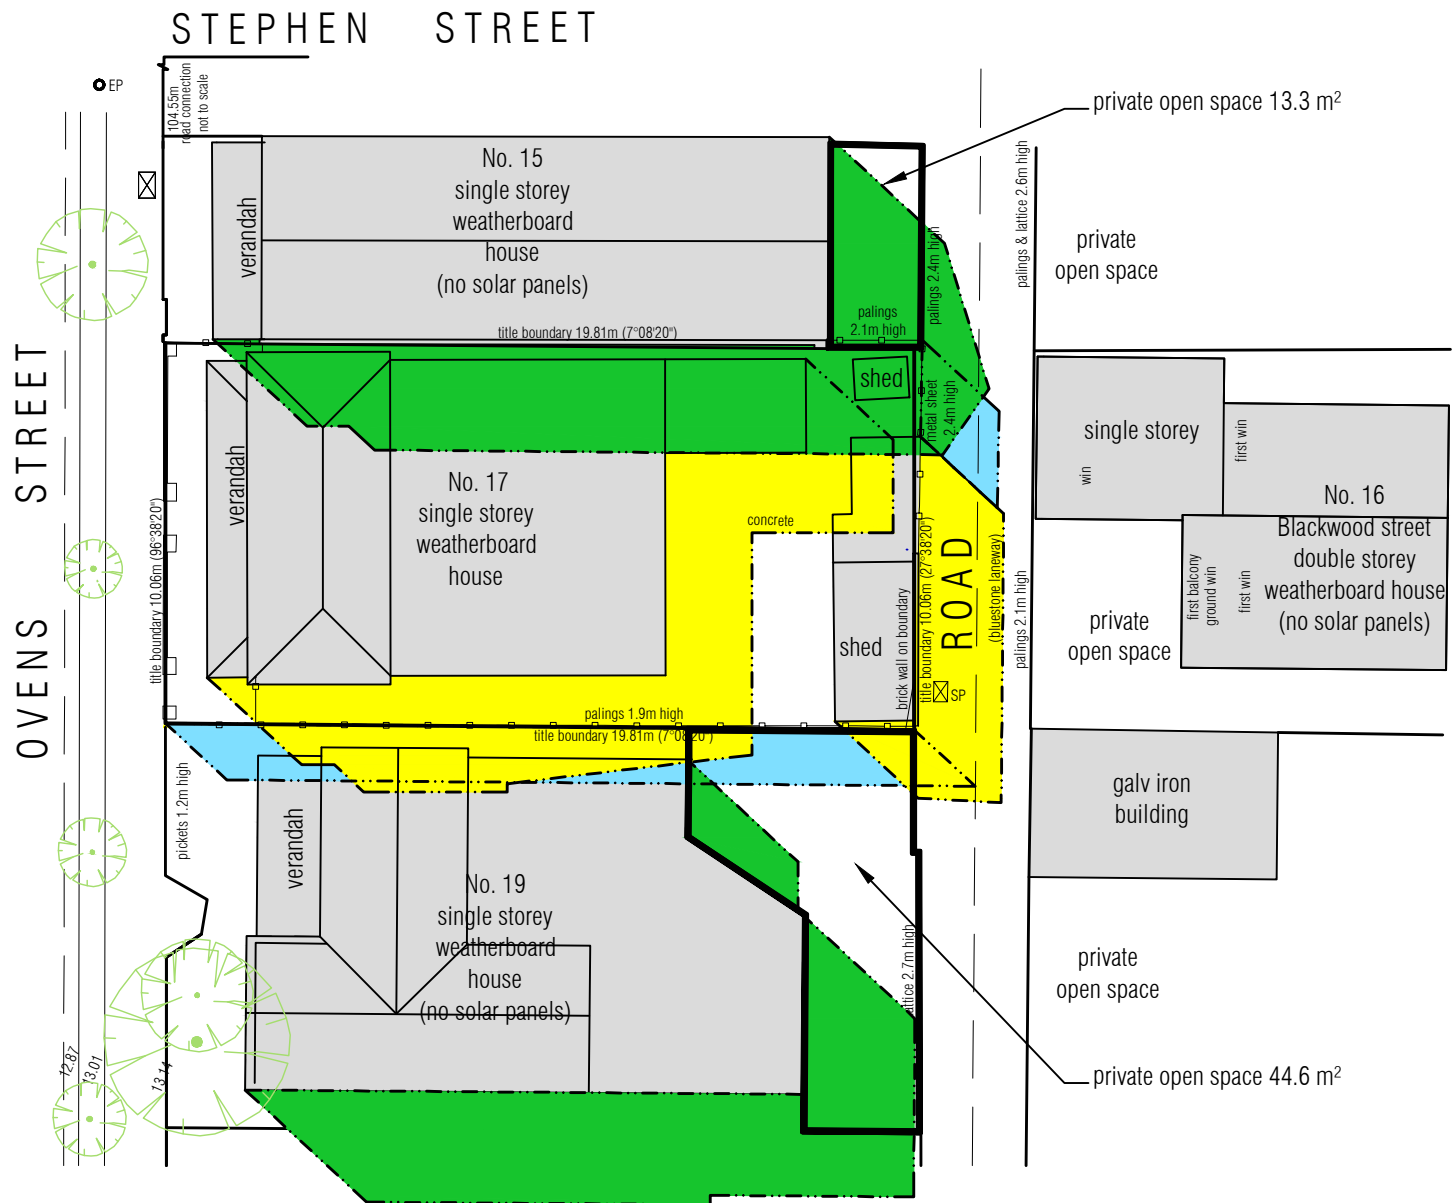 STEPHEN STREET
EP
104.55m
road connection
not to scale
private open space 13.3 m²
No. 15
single storey
weatherboard
house
(no solar panels)
verandah
palings & lattice 2.6m high
palings 2.4m high
private
open space
palings
2.1m high
title boundary 19.81m (7°08'20")
OVENS STREET
shed
metal sheet
2.4m high
verandah
No. 17
single storey
weatherboard
house
title boundary 10.06m (96°38'20")
concrete
single storey
win
first win
No. 16
Blackwood street
double storey
weatherboard house
(no solar panels)
first balcony
ground win
first win
ROAD
(bluestone laneway)
title boundary 10.06m (27°38'20")
brick wall on boundary
palings 2.1m high
private
open space
shed
SP
palings 1.9m high
title boundary 19.81m (7°08'20")
pickets 1.2m high
verandah
galv iron
building
No. 19
single storey
weatherboard
house
(no solar panels)
2.7m high
private
open space
12.87
13.01
13.14
private open space 44.6 m²